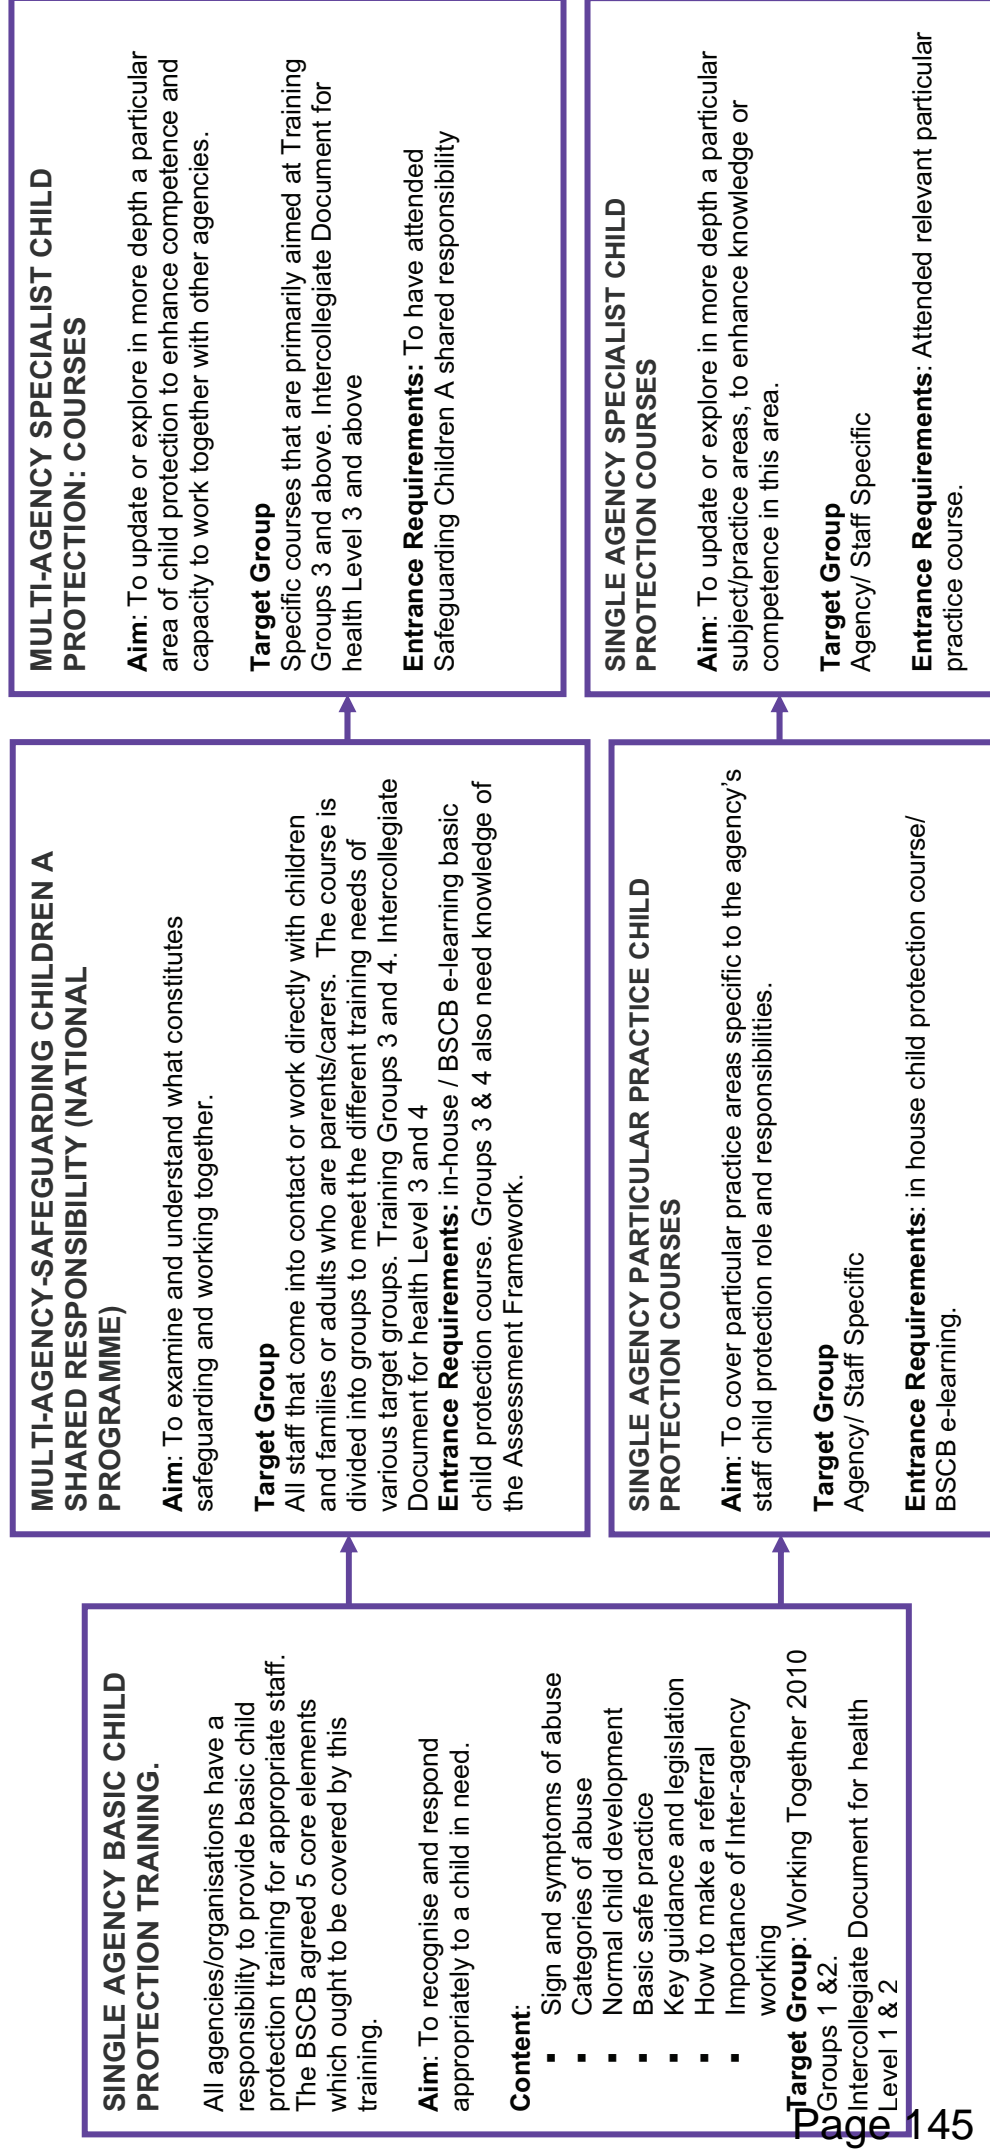 SINGLE AGENCY BASIC CHILD
PROTECTION TRAINING.
All agencies/organisations have a
responsibility to provide basic child
protection training for appropriate staff.
The BSCB agreed 5 core elements
which ought to be covered by this
training.
Aim: To recognise and respond
appropriately to a child in need.
Content:
▪ Sign and symptoms of abuse
▪ Categories of abuse
▪ Normal child development
▪ Basic safe practice
▪ Key guidance and legislation
▪ How to make a referral
▪ Importance of Inter-agency
working
Target Group: Working Together 2010
Groups 1 &2.
Intercollegiate Document for health
Level 1 & 2
MULTI-AGENCY-SAFEGUARDING CHILDREN A
SHARED RESPONSIBILITY (NATIONAL
PROGRAMME)
Aim: To examine and understand what constitutes
safeguarding and working together.
Target Group
All staff that come into contact or work directly with children
and families or adults who are parents/carers. The course is
divided into groups to meet the different training needs of
various target groups. Training Groups 3 and 4. Intercollegiate
Document for health Level 3 and 4
Entrance Requirements: in-house / BSCB e-learning basic
child protection course. Groups 3 & 4 also need knowledge of
the Assessment Framework.
MULTI-AGENCY SPECIALIST CHILD
PROTECTION: COURSES
Aim: To update or explore in more depth a particular
area of child protection to enhance competence and
capacity to work together with other agencies.
Target Group
Specific courses that are primarily aimed at Training
Groups 3 and above. Intercollegiate Document for
health Level 3 and above
Entrance Requirements: To have attended
Safeguarding Children A shared responsibility
SINGLE AGENCY PARTICULAR PRACTICE CHILD
PROTECTION COURSES
Aim: To cover particular practice areas specific to the agency's
staff child protection role and responsibilities.
Target Group
Agency/ Staff Specific
Entrance Requirements: in house child protection course/
BSCB e-learning.
SINGLE AGENCY SPECIALIST CHILD
PROTECTION COURSES
Aim: To update or explore in more depth a particular
subject/practice areas, to enhance knowledge or
competence in this area.
Target Group
Agency/ Staff Specific
Entrance Requirements: Attended relevant particular
practice course.
Page 145